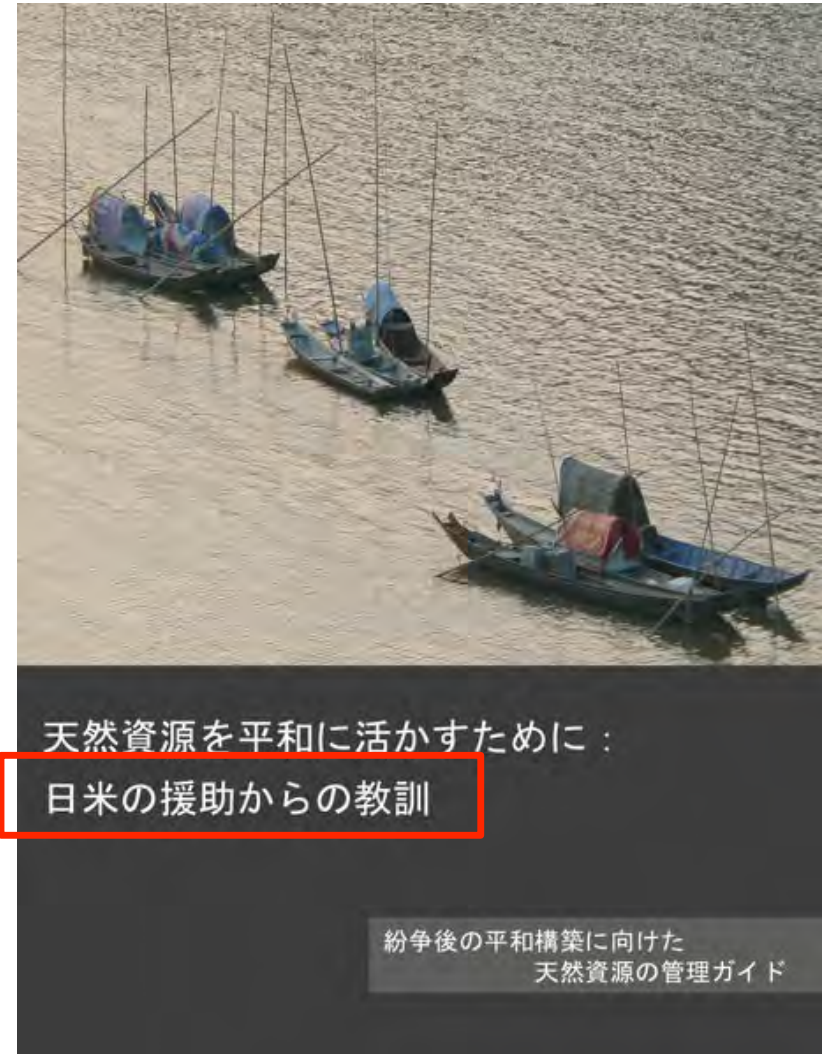 天然資源を平和に活かすために：
日米の援助からの教訓
紛争後の平和構築に向けた
天然資源の管理ガイド